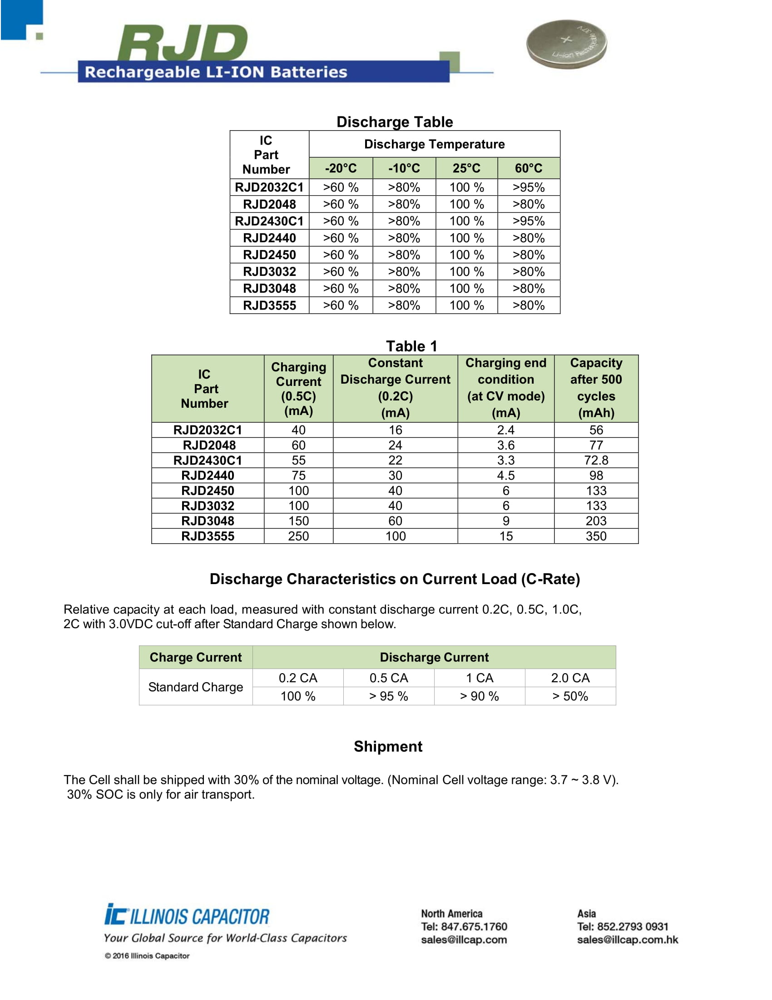 RJD
Rechargeable LI-ION Batteries
3.7V
Li-ion Rechargeable
Discharge Table
IC Part Number Discharge Temperature
-20°C -10°C 25°C 60°C
RJD2032C1 >60 % >80% 100 % >95%
RJD2048 >60 % >80% 100 % >80%
RJD2430C1 >60 % >80% 100 % >95%
RJD2440 >60 % >80% 100 % >80%
RJD2450 >60 % >80% 100 % >80%
RJD3032 >60 % >80% 100 % >80%
RJD3048 >60 % >80% 100 % >80%
RJD3555 >60 % >80% 100 % >80%
Table 1
IC Part Number Charging Current (0.5C) (mA) Constant Discharge Current (0.2C) (mA) Charging end condition (at CV mode) (mA) Capacity after 500 cycles (mAh)
RJD2032C1 40 16 2.4 56
RJD2048 60 24 3.6 77
RJD2430C1 55 22 3.3 72.8
RJD2440 75 30 4.5 98
RJD2450 100 40 6 133
RJD3032 100 40 6 133
RJD3048 150 60 9 203
RJD3555 250 100 15 350
Discharge Characteristics on Current Load (C-Rate)
Relative capacity at each load, measured with constant discharge current 0.2C, 0.5C, 1.0C,
2C with 3.0VDC cut-off after Standard Charge shown below.
Charge Current Discharge Current
Standard Charge 0.2 CA 0.5 CA 1 CA 2.0 CA
100 % > 95 % > 90 % > 50%
Shipment
The Cell shall be shipped with 30% of the nominal voltage. (Nominal Cell voltage range: 3.7 ~ 3.8 V).
30% SOC is only for air transport.
ic ILLINOIS CAPACITOR
Your Global Source for World-Class Capacitors
© 2016 Illinois Capacitor
North America
Tel: 847.675.1760
sales@illcap.com
Asia
Tel: 852.2793 0931
sales@illcap.com.hk